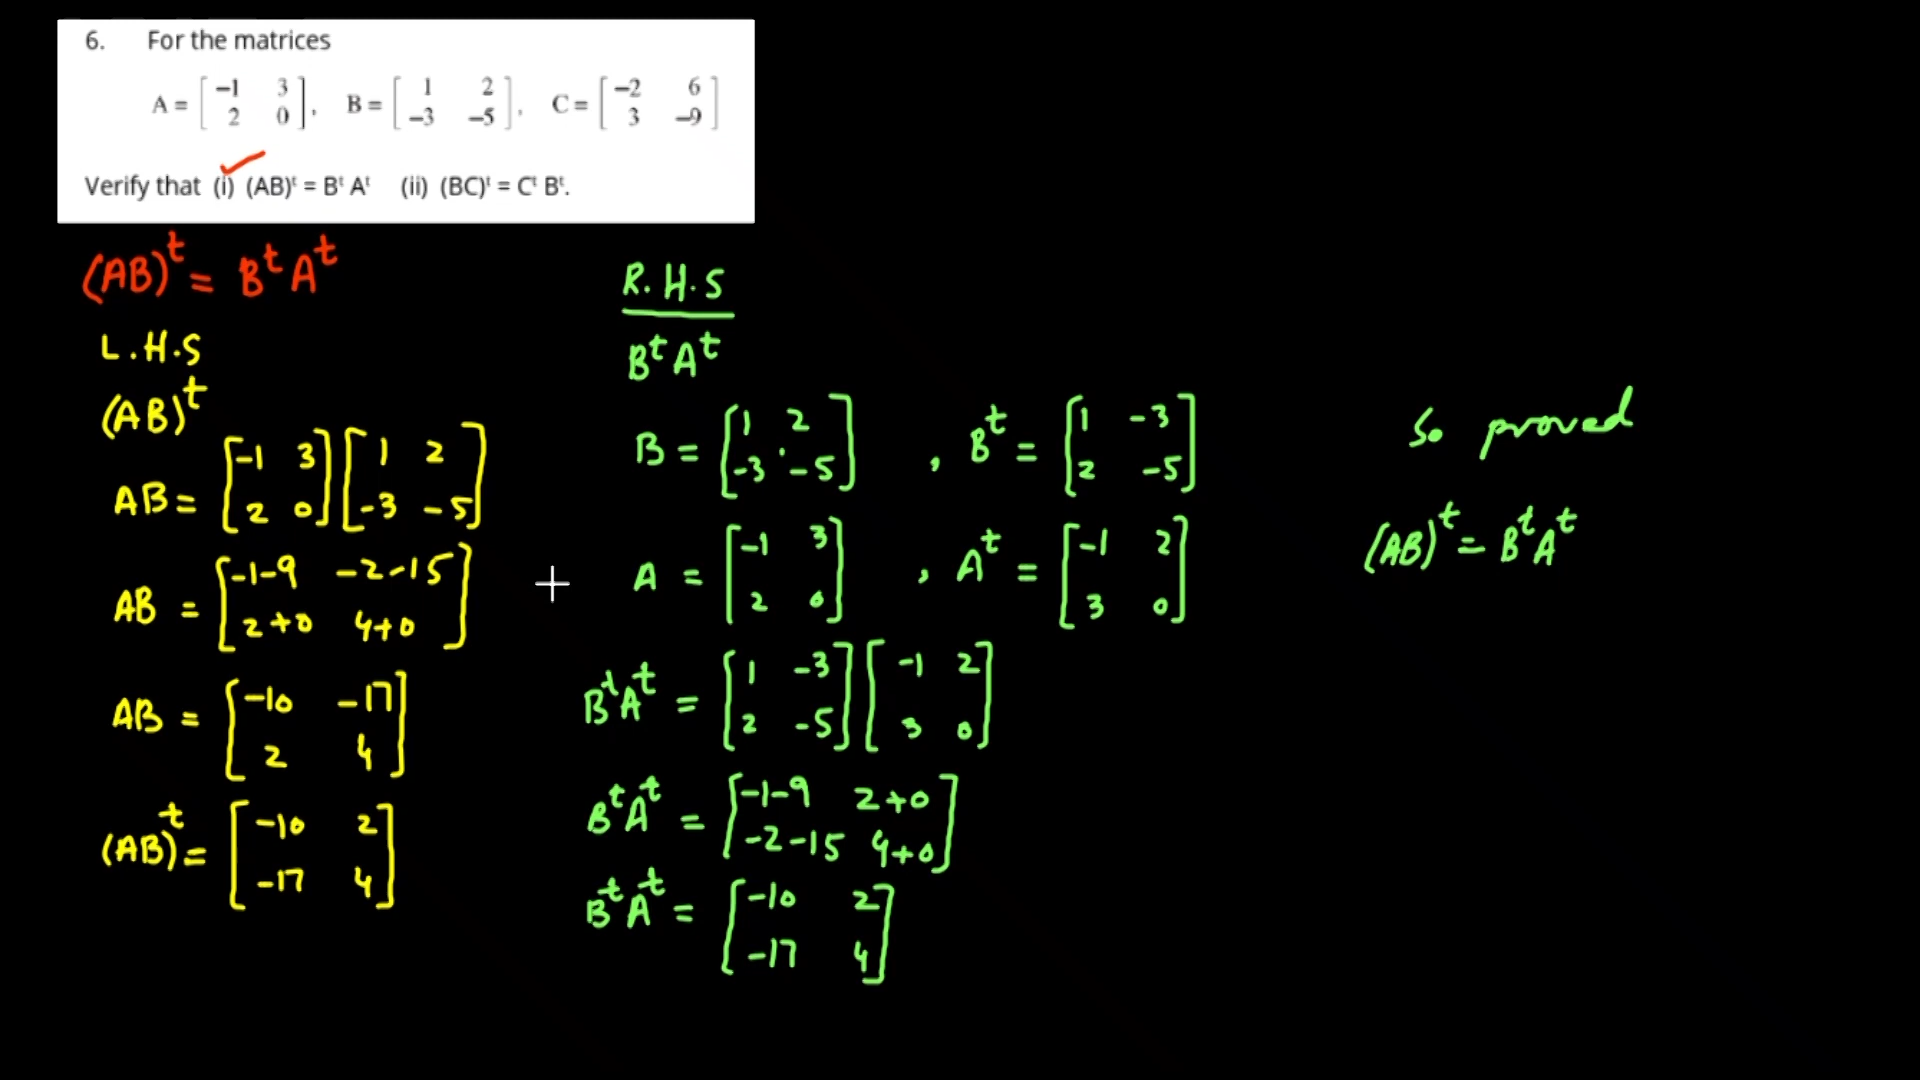 6. For the matrices
A = [ -1 3 ; 2 0 ], B = [ 1 2 ; -3 -5 ], C = [ -2 6 ; 3 -9 ]
Verify that (i) (AB)ᵗ = Bᵗ Aᵗ (ii) (BC)ᵗ = Cᵗ Bᵗ.
(AB)ᵗ = BᵗAᵗ
L.H.S
(AB)ᵗ
AB = [ -1 3 ; 2 0 ] [ 1 2 ; -3 -5 ]
AB = [ -1-9 -2-15 ; 2+0 4+0 ]
AB = [ -10 -17 ; 2 4 ]
(AB)ᵗ = [ -10 2 ; -17 4 ]
R.H.S
BᵗAᵗ
B = [ 1 2 ; -3 -5 ] , Bᵗ = [ 1 -3 ; 2 -5 ]
A = [ -1 3 ; 2 0 ] , Aᵗ = [ -1 2 ; 3 0 ]
BᵗAᵗ = [ 1 -3 ; 2 -5 ] [ -1 2 ; 3 0 ]
BᵗAᵗ = [ -1-9 2+0 ; -2-15 4+0 ]
BᵗAᵗ = [ -10 2 ; -17 4 ]
So proved
(AB)ᵗ = BᵗAᵗ